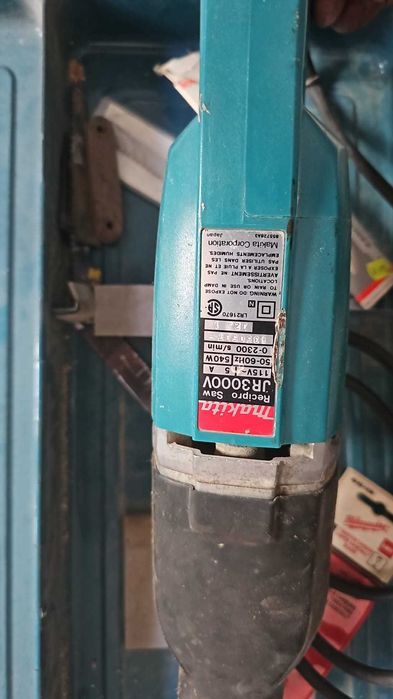 makita
Recipro Saw
JR3000V
115V~ 5 A
50-60Hz 540W
0-2300 s/min
LR21670
N
WARNING: DO NOT EXPOSE
TO RAIN OR USE IN DAMP
LOCATIONS.
AVERTISSEMENT NE PAS
EXPOSER A LA PLUIE ET NE
PAS UTILISER DANS LES
EMPLACEMENTS HUMIDES.
Makita Corporation
Japan
Milwaukee